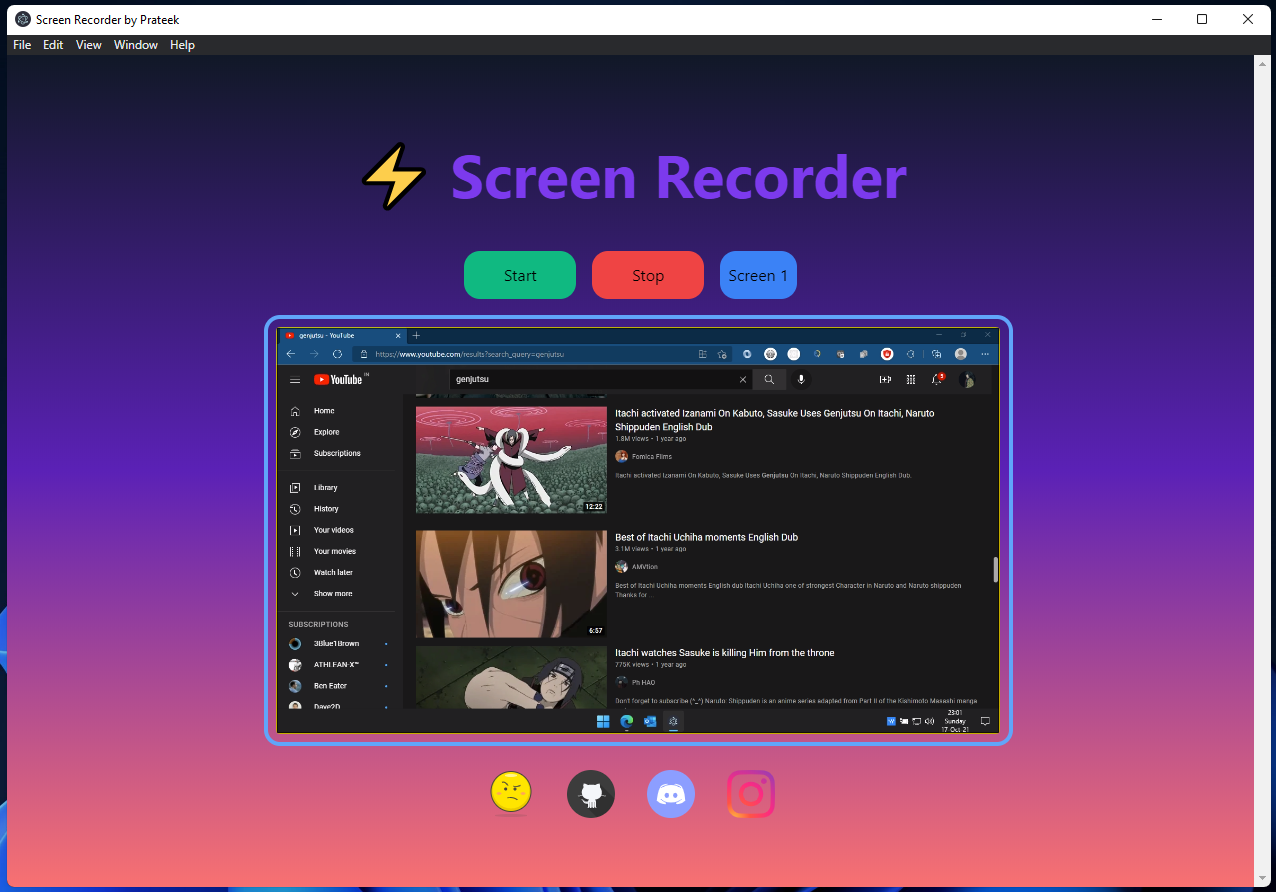 Screen Recorder by Prateek
File Edit View Window Help
Screen Recorder
Start Stop Screen 1
genjutsu - YouTube
https://www.youtube.com/results?search_query=genjutsu
YouTube IN
genjutsu
5
Home
Explore
Subscriptions
Library
History
Your videos
Your movies
Watch later
Show more
SUBSCRIPTIONS
3Blue1Brown
ATHLEAN-X™
Ben Eater
Dave2D
12:22
Itachi activated Izanami On Kabuto, Sasuke Uses Genjutsu On Itachi, Naruto
Shippuden English Dub
1.8M views • 1 year ago
Fomica Films
Itachi activated Izanami On Kabuto, Sasuke Uses Genjutsu On Itachi, Naruto Shippuden English Dub.
6:57
Best of Itachi Uchiha moments English Dub
3.1M views • 1 year ago
AMVtion
Best of Itachi Uchiha moments English dub Itachi Uchiha one of strongest Character in Naruto and Naruto shippuden
Thanks for ...
Itachi watches Sasuke is killing Him from the throne
775K views • 1 year ago
Ph HAO
Don't forget to subscribe (^_^) Naruto: Shippuden is an anime series adapted from Part II of the Kishimoto Masashi manga
23:01
Sunday
17 Oct 21